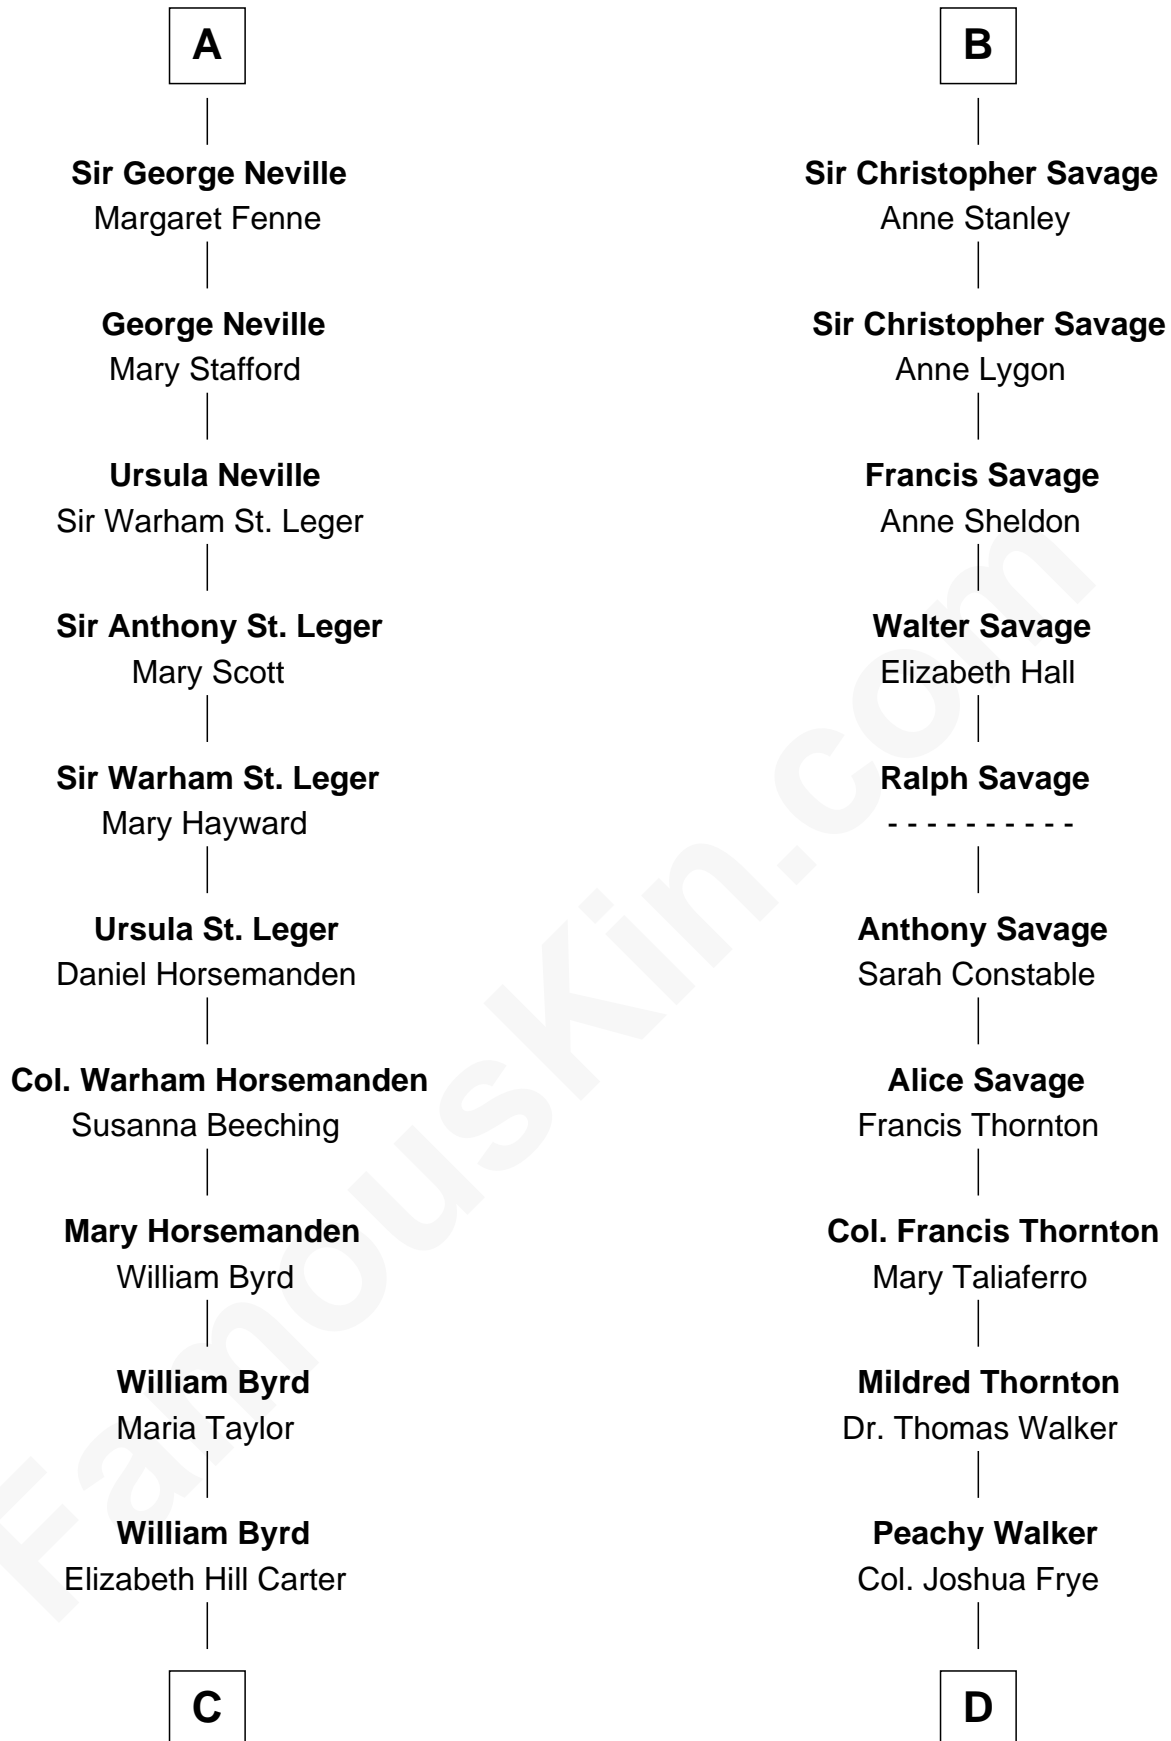 A
Sir George Neville
Margaret Fenne
George Neville
Mary Stafford
Ursula Neville
Sir Warham St. Leger
Sir Anthony St. Leger
Mary Scott
Sir Warham St. Leger
Mary Hayward
Ursula St. Leger
Daniel Horsemanden
Col. Warham Horsemanden
Susanna Beeching
Mary Horsemanden
William Byrd
William Byrd
Maria Taylor
William Byrd
Elizabeth Hill Carter
C
B
Sir Christopher Savage
Anne Stanley
Sir Christopher Savage
Anne Lygon
Francis Savage
Anne Sheldon
Walter Savage
Elizabeth Hall
Ralph Savage
- - - - - - - - - -
Anthony Savage
Sarah Constable
Alice Savage
Francis Thornton
Col. Francis Thornton
Mary Taliaferro
Mildred Thornton
Dr. Thomas Walker
Peachy Walker
Col. Joshua Frye
D
FamousKin.com